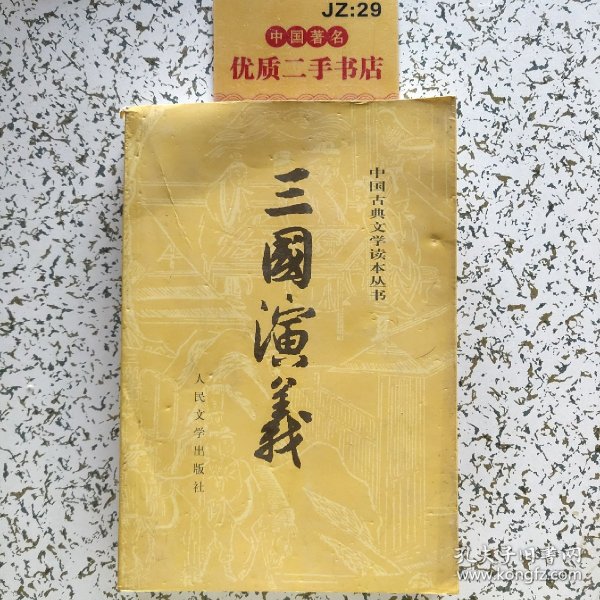 JZ:29
中国著名
优质二手书店
中国古典文学读本丛书
三國演義
人民文学出版社
孔夫子旧书网
www.kongfz.com